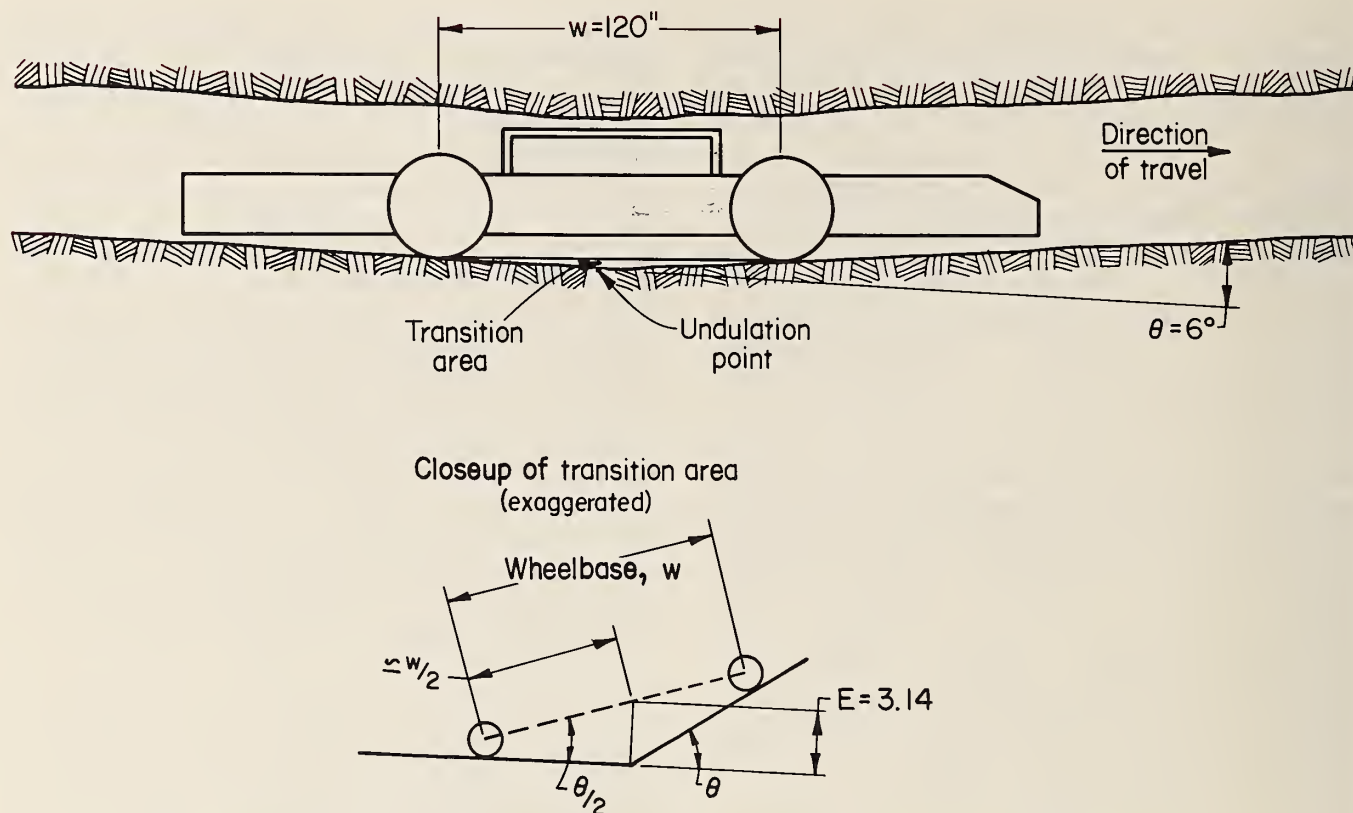 w=120"
Direction
of travel
Transition
area
Undulation
point
θ=6°
Closeup of transition area
(exaggerated)
Wheelbase, w
≃w/2
E=3.14
θ/2
θ